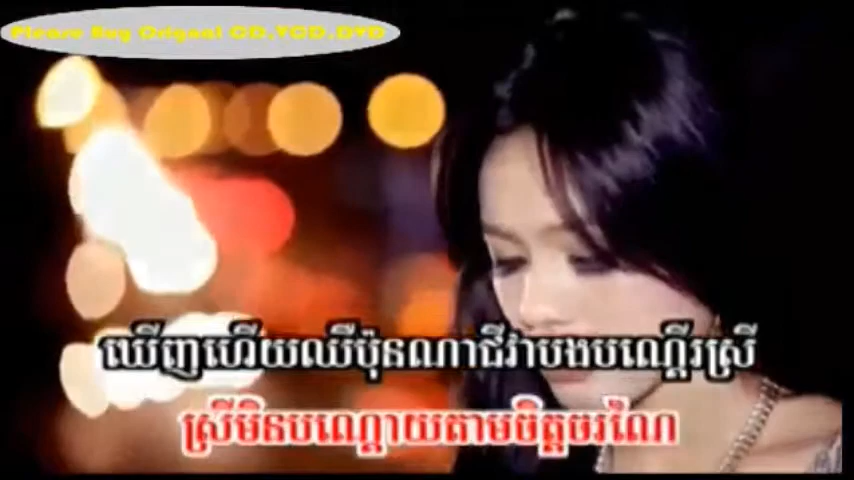 Please Buy Origenl CD,VCD,DVD
ឃើញហើយឈឺប៉ុនណាជីវាបងបណ្ដើរស្រី
ស្រីមិនបណ្ដោយតាមចិត្តចរណៃ